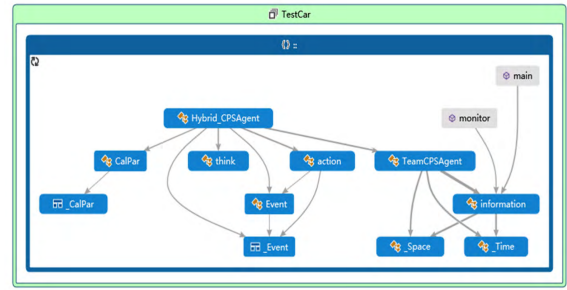 TestCar
::
main
Hybrid_CPSAgent
monitor
CalPar
think
action
TeamCPSAgent
_CalPar
Event
information
_Event
_Space
_Time